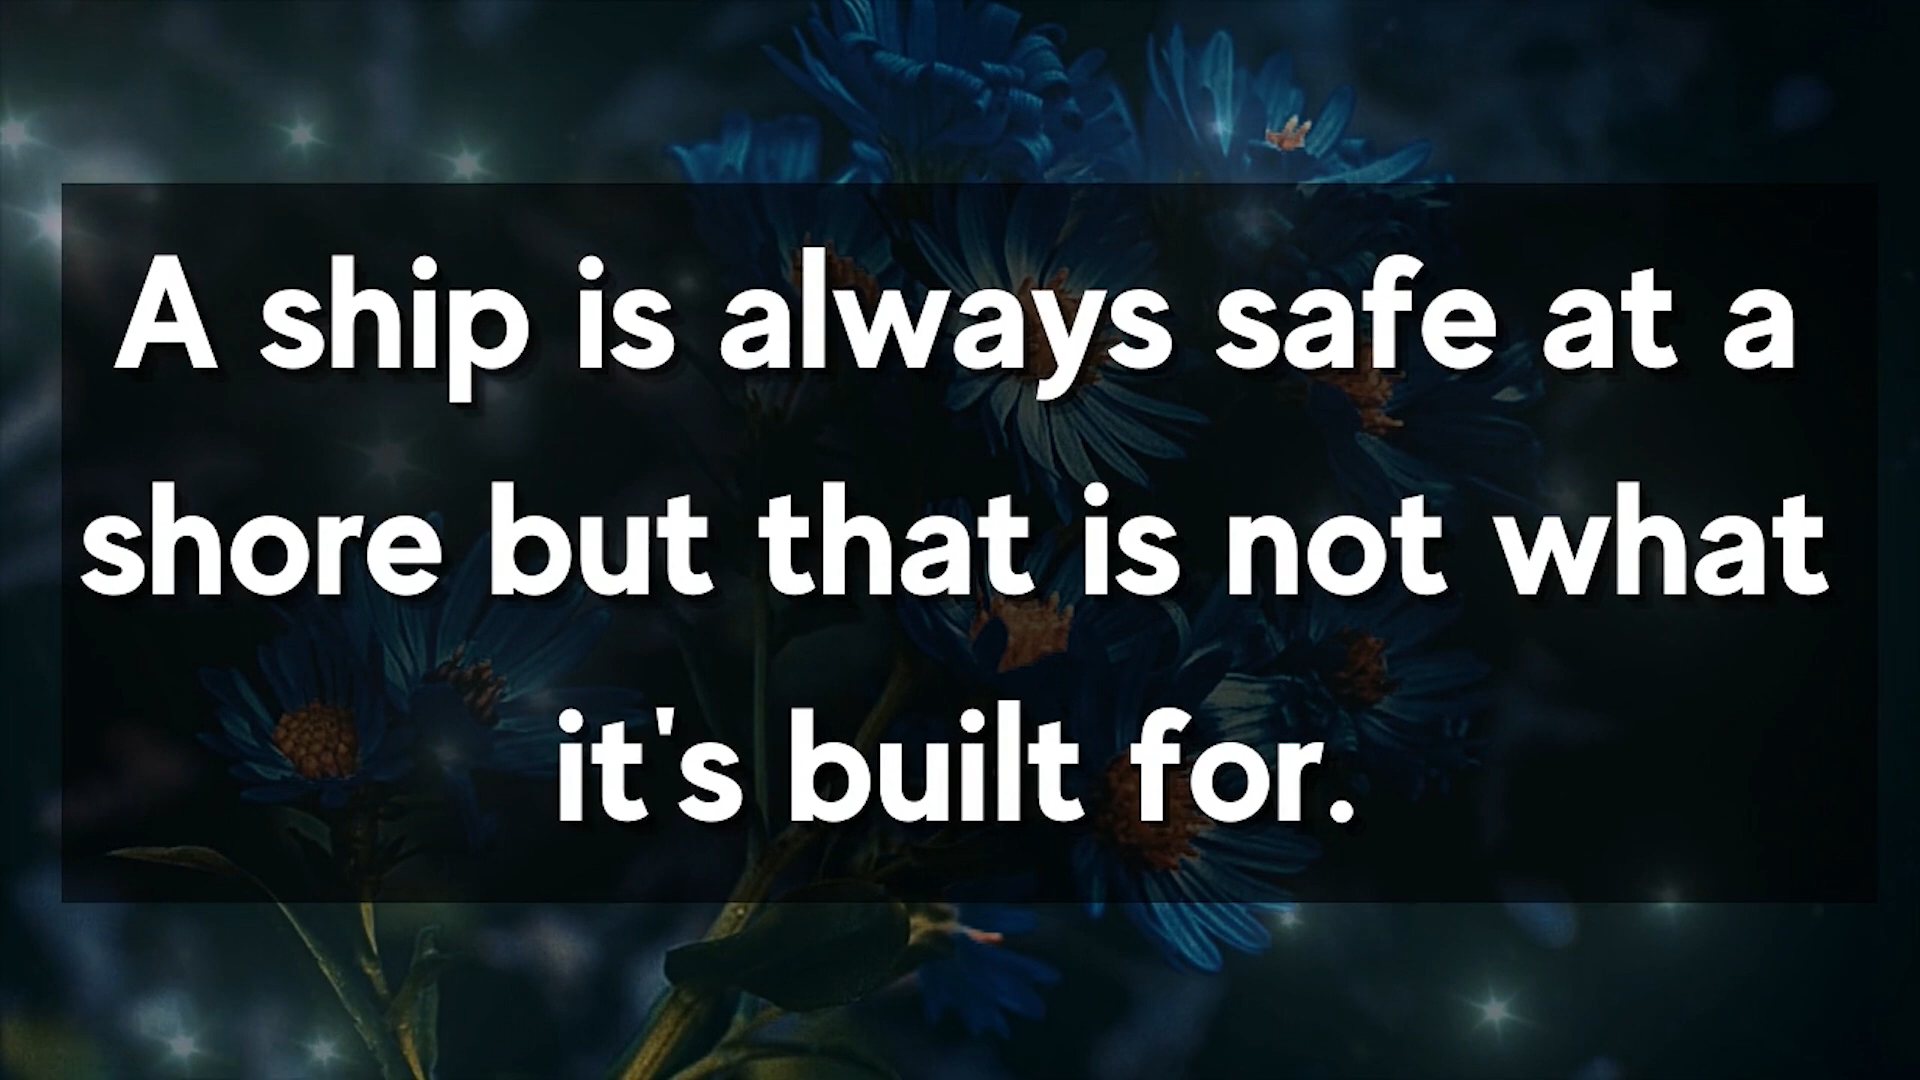 A ship is always safe at a
shore but that is not what
it's built for.